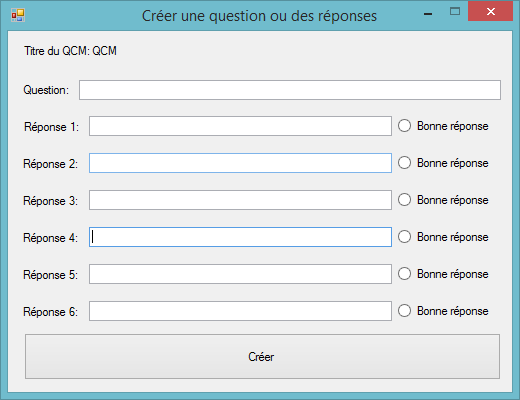 Créer une question ou des réponses
Titre du QCM: QCM
Question:
Réponse 1: Bonne réponse
Réponse 2: Bonne réponse
Réponse 3: Bonne réponse
Réponse 4: Bonne réponse
Réponse 5: Bonne réponse
Réponse 6: Bonne réponse
Créer